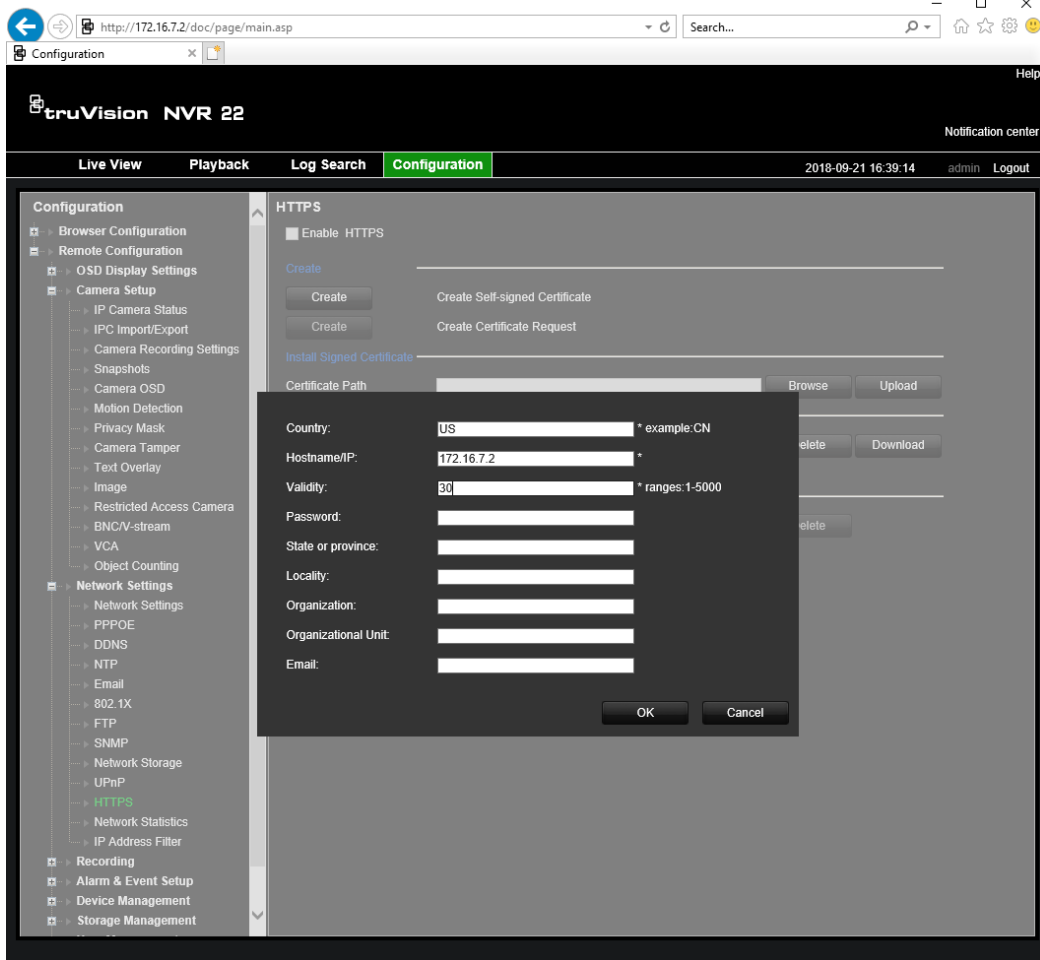 http://172.16.7.2/doc/page/main.asp
Search...
Configuration
Help
truVision NVR 22
Notification center
Live View Playback Log Search Configuration
2018-09-21 16:39:14 admin Logout
Configuration
Browser Configuration
Remote Configuration
OSD Display Settings
Camera Setup
IP Camera Status
IPC Import/Export
Camera Recording Settings
Snapshots
Camera OSD
Motion Detection
Privacy Mask
Camera Tamper
Text Overlay
Image
Restricted Access Camera
BNC/V-stream
VCA
Object Counting
Network Settings
Network Settings
PPPOE
DDNS
NTP
Email
802.1X
FTP
SNMP
Network Storage
UPnP
HTTPS
Network Statistics
IP Address Filter
Recording
Alarm & Event Setup
Device Management
Storage Management
HTTPS
Enable HTTPS
Create
Create Create Self-signed Certificate
Create Create Certificate Request
Install Signed Certificate
Certificate Path Browse Upload
elete Download
elete
Country: US * example:CN
Hostname/IP: 172.16.7.2 *
Validity: 30 * ranges:1-5000
Password:
State or province:
Locality:
Organization:
Organizational Unit:
Email:
OK Cancel